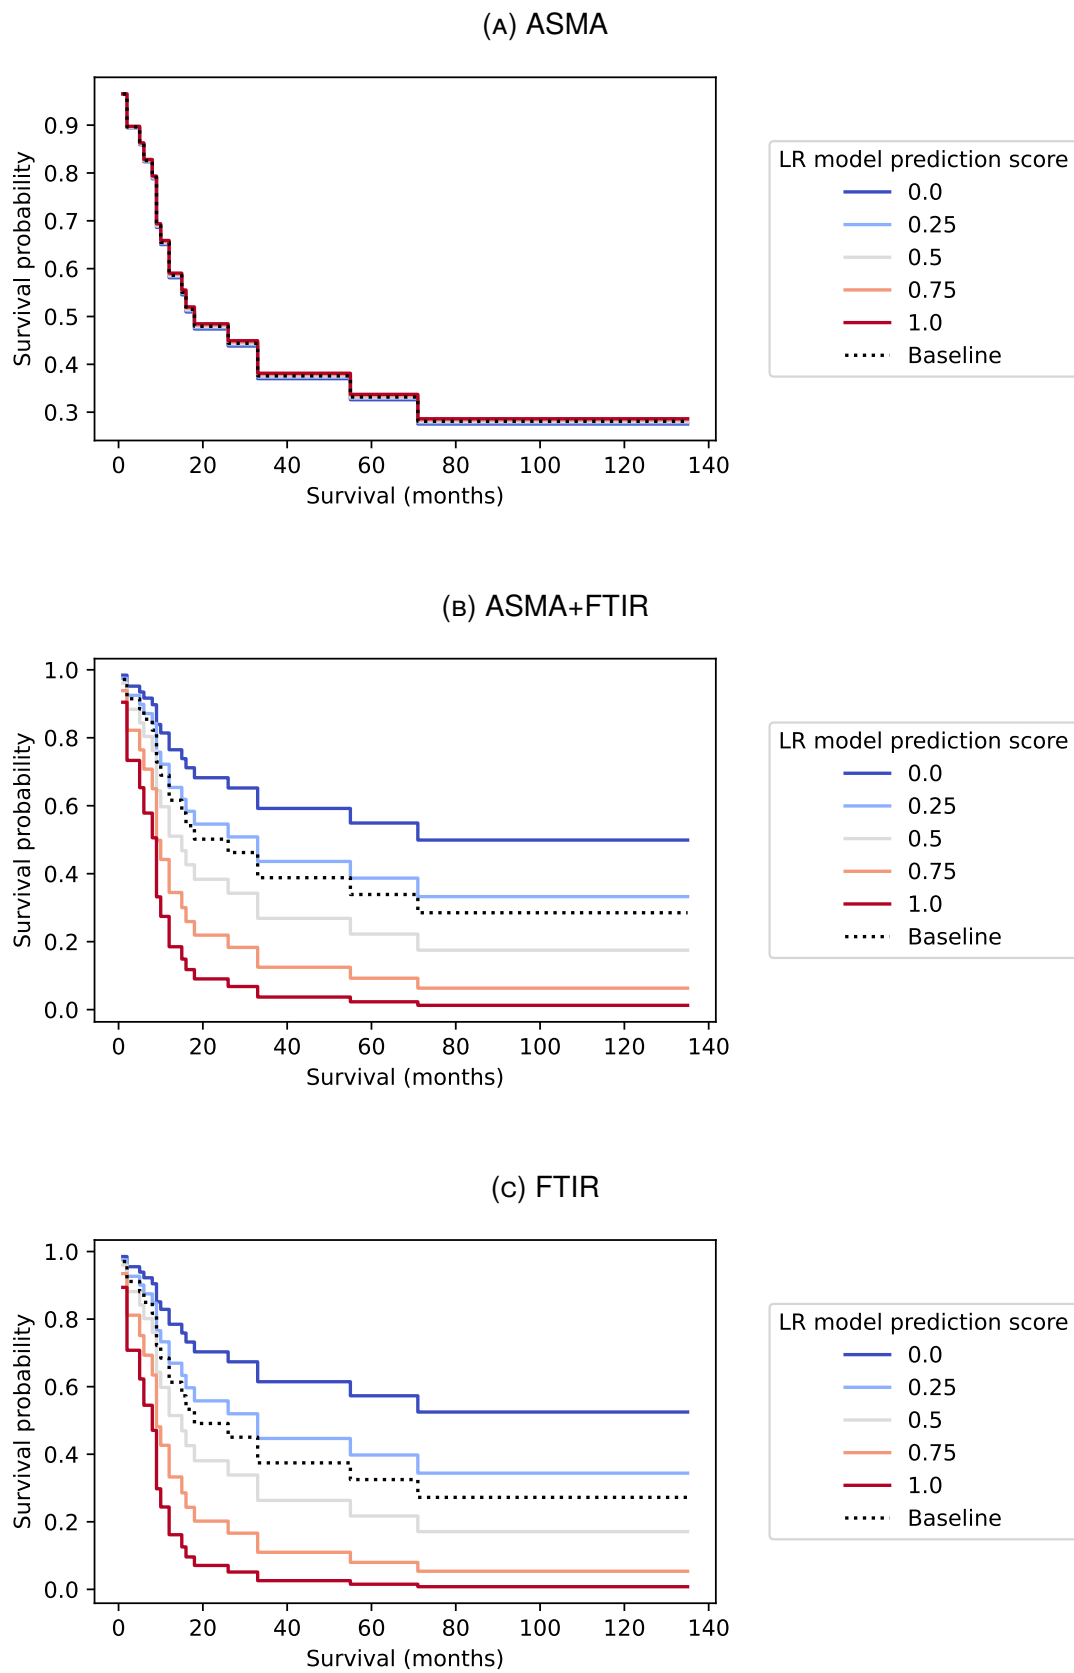 (A) ASMA
0.9
0.8
0.7
0.6
0.5
0.4
0.3
Survival probability
0 20 40 60 80 100 120 140
Survival (months)
LR model prediction score
0.0
0.25
0.5
0.75
1.0
Baseline
(B) ASMA+FTIR
1.0
0.8
0.6
0.4
0.2
0.0
Survival probability
0 20 40 60 80 100 120 140
Survival (months)
LR model prediction score
0.0
0.25
0.5
0.75
1.0
Baseline
(C) FTIR
1.0
0.8
0.6
0.4
0.2
0.0
Survival probability
0 20 40 60 80 100 120 140
Survival (months)
LR model prediction score
0.0
0.25
0.5
0.75
1.0
Baseline